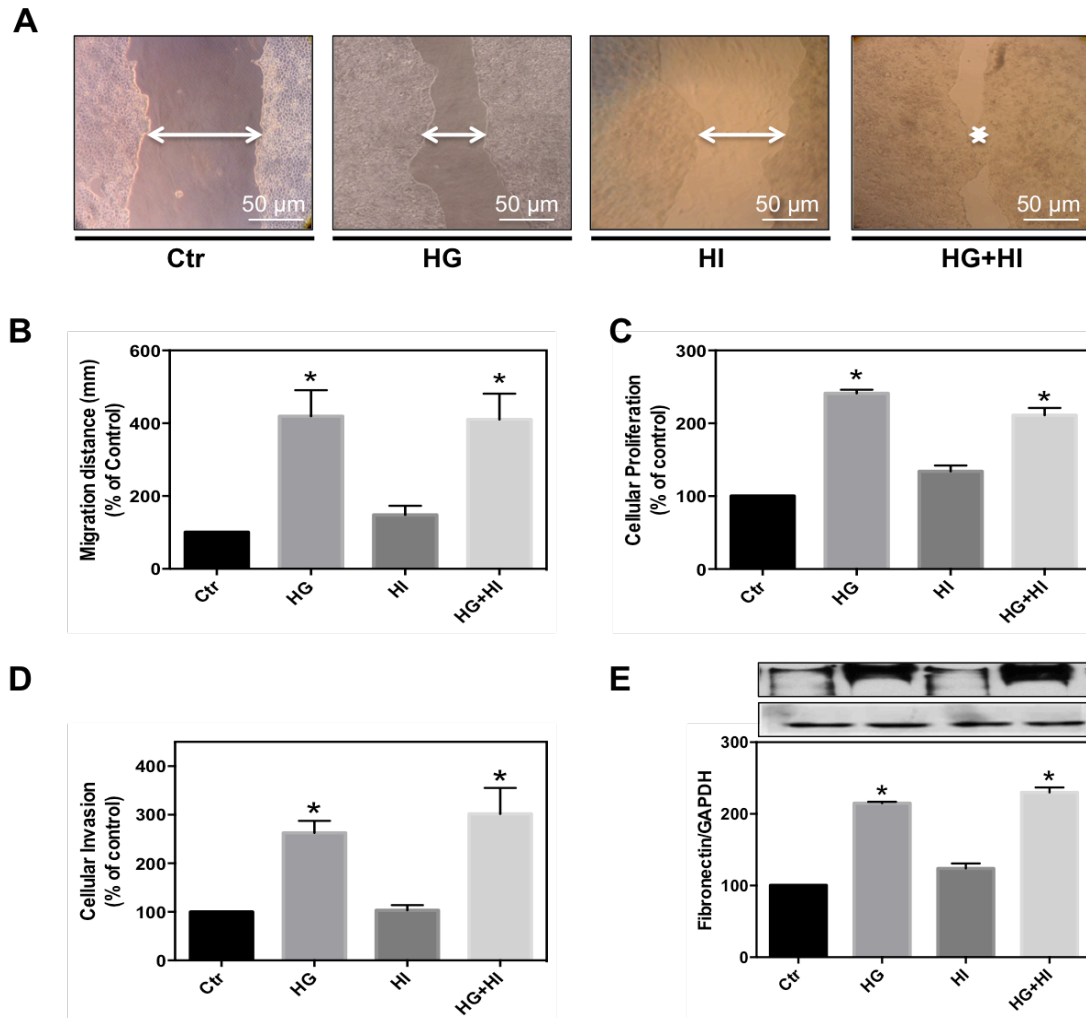 A
50 µm
50 µm
50 µm
50 µm
Ctr
HG
HI
HG+HI
B
Migration distance (mm)
(% of Control)
600
400
200
0
*
*
Ctr
HG
HI
HG+HI
C
Cellular Proliferation
(% of control)
300
200
100
0
*
*
Ctr
HG
HI
HG+HI
D
Cellular Invasion
(% of control)
400
300
200
100
0
*
*
Ctr
HG
HI
HG+HI
E
Fibronectin/GAPDH
300
200
100
0
*
*
Ctr
HG
HI
HG+HI